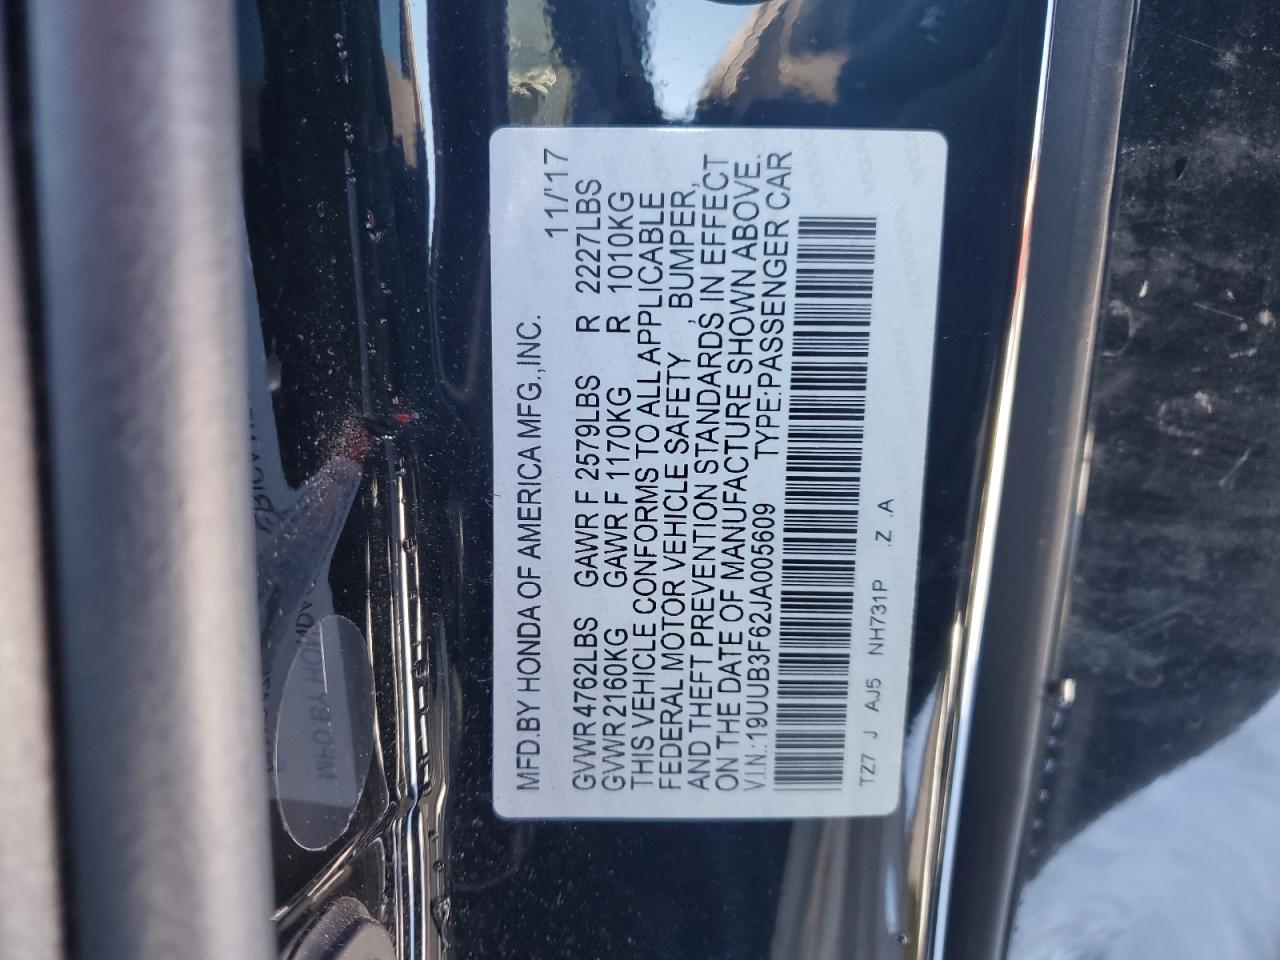 MFD.BY HONDA OF AMERICA MFG.,INC. 11/'17
GVWR 4762LBS GAWR F 2579LBS R 2227LBS
GVWR 2160KG GAWR F 1170KG R 1010KG
THIS VEHICLE CONFORMS TO ALL APPLICABLE
FEDERAL MOTOR VEHICLE SAFETY, BUMPER,
AND THEFT PREVENTION STANDARDS IN EFFECT
ON THE DATE OF MANUFACTURE SHOWN ABOVE.
V.I.N.:19UUB3F62JA005609 TYPE:PASSENGER CAR
TZ7 J AJ5 NH731P .Z .A